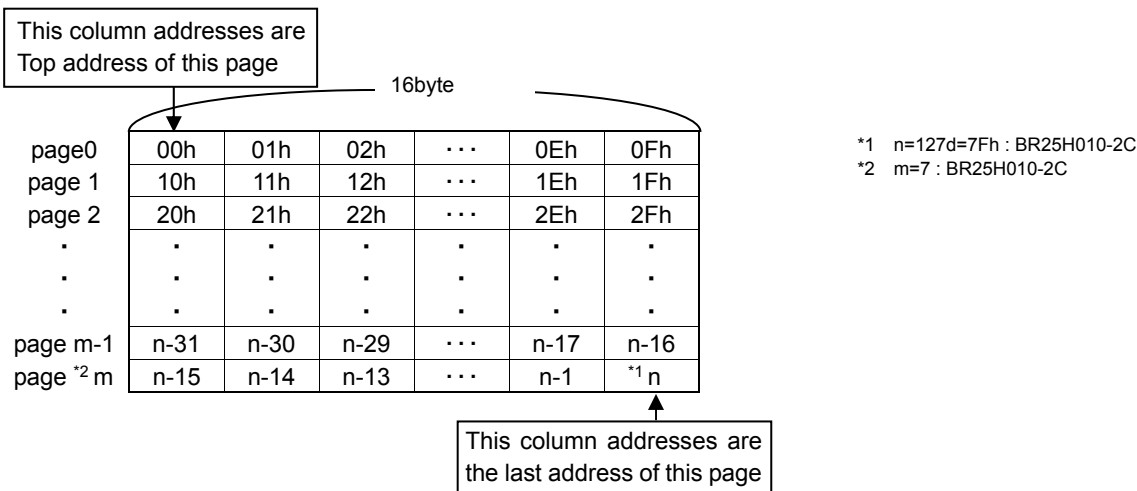 This column addresses are
Top address of this page
16byte
page0 00h 01h 02h ··· 0Eh 0Fh
page 1 10h 11h 12h ··· 1Eh 1Fh
page 2 20h 21h 22h ··· 2Eh 2Fh
· · · · · · ·
· · · · · · ·
· · · · · · ·
page m-1 n-31 n-30 n-29 ··· n-17 n-16
page *2 m n-15 n-14 n-13 ··· n-1 *1 n
This column addresses are
the last address of this page
*1 n=127d=7Fh : BR25H010-2C
*2 m=7 : BR25H010-2C